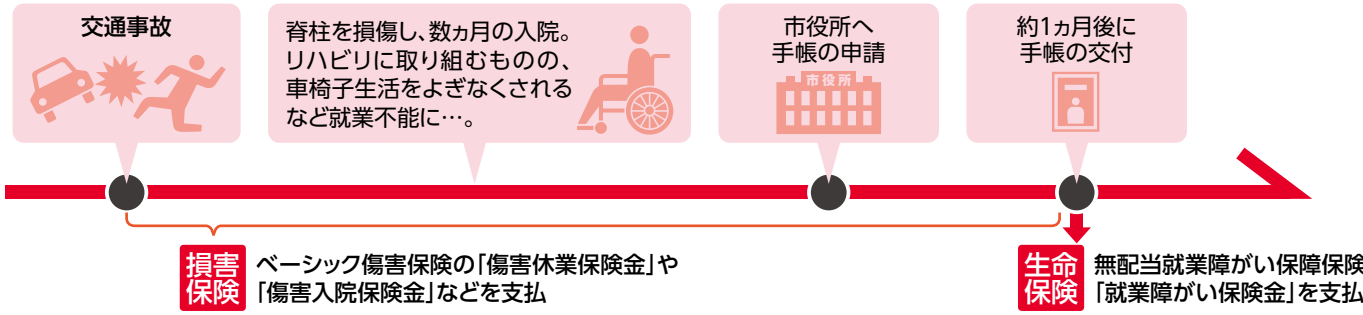 交通事故
脊柱を損傷し、数ヵ月の入院。
リハビリに取り組むものの、
車椅子生活をよぎなくされる
など就業不能に…。
市役所へ
手帳の申請
市役所
約1ヵ月後に
手帳の交付
損害
保険
ベーシック傷害保険の「傷害休業保険金」や
「傷害入院保険金」などを支払
生命
保険
無配当就業障がい保障保険
「就業障がい保険金」を支払